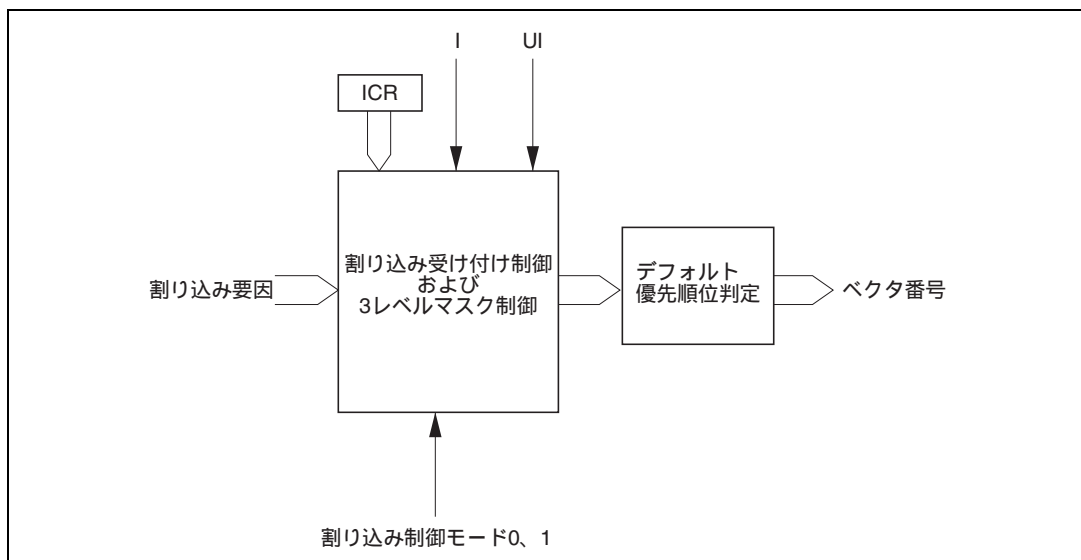 I
UI
ICR
割り込み受け付け制御
および
3レベルマスク制御
割り込み要因
デフォルト
優先順位判定
ベクタ番号
割り込み制御モード0、1